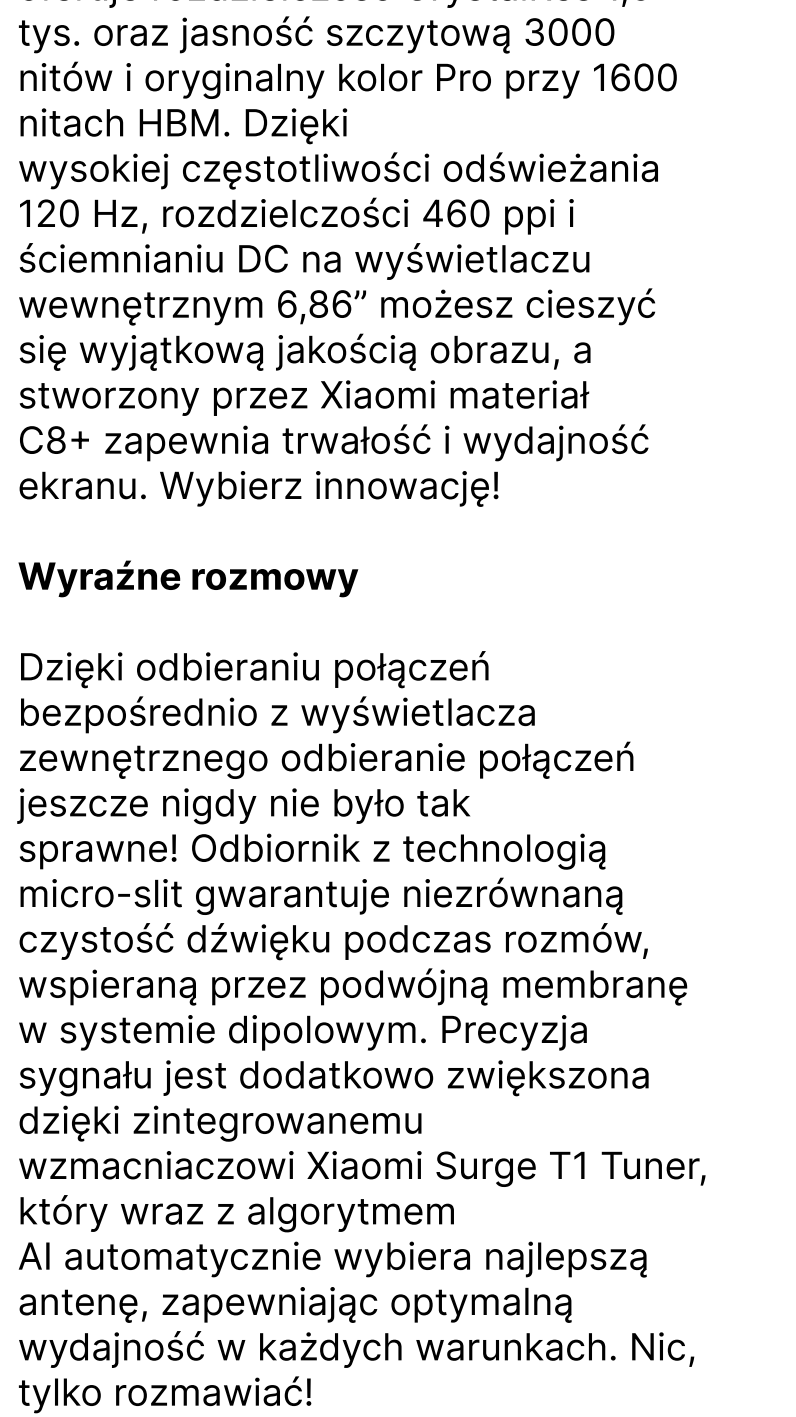 tys. oraz jasność szczytową 3000
nitów i oryginalny kolor Pro przy 1600
nitach HBM. Dzięki
wysokiej częstotliwości odświeżania
120 Hz, rozdzielczości 460 ppi i
ściemnianiu DC na wyświetlaczu
wewnętrznym 6,86” możesz cieszyć
się wyjątkową jakością obrazu, a
stworzony przez Xiaomi materiał
C8+ zapewnia trwałość i wydajność
ekranu. Wybierz innowację!
Wyraźne rozmowy
Dzięki odbieraniu połączeń
bezpośrednio z wyświetlacza
zewnętrznego odbieranie połączeń
jeszcze nigdy nie było tak
sprawne! Odbiornik z technologią
micro-slit gwarantuje niezrównaną
czystość dźwięku podczas rozmów,
wspieraną przez podwójną membranę
w systemie dipolowym. Precyzja
sygnału jest dodatkowo zwiększona
dzięki zintegrowanemu
wzmacniaczowi Xiaomi Surge T1 Tuner,
który wraz z algorytmem
AI automatycznie wybiera najlepszą
antenę, zapewniając optymalną
wydajność w każdych warunkach. Nic,
tylko rozmawiać!